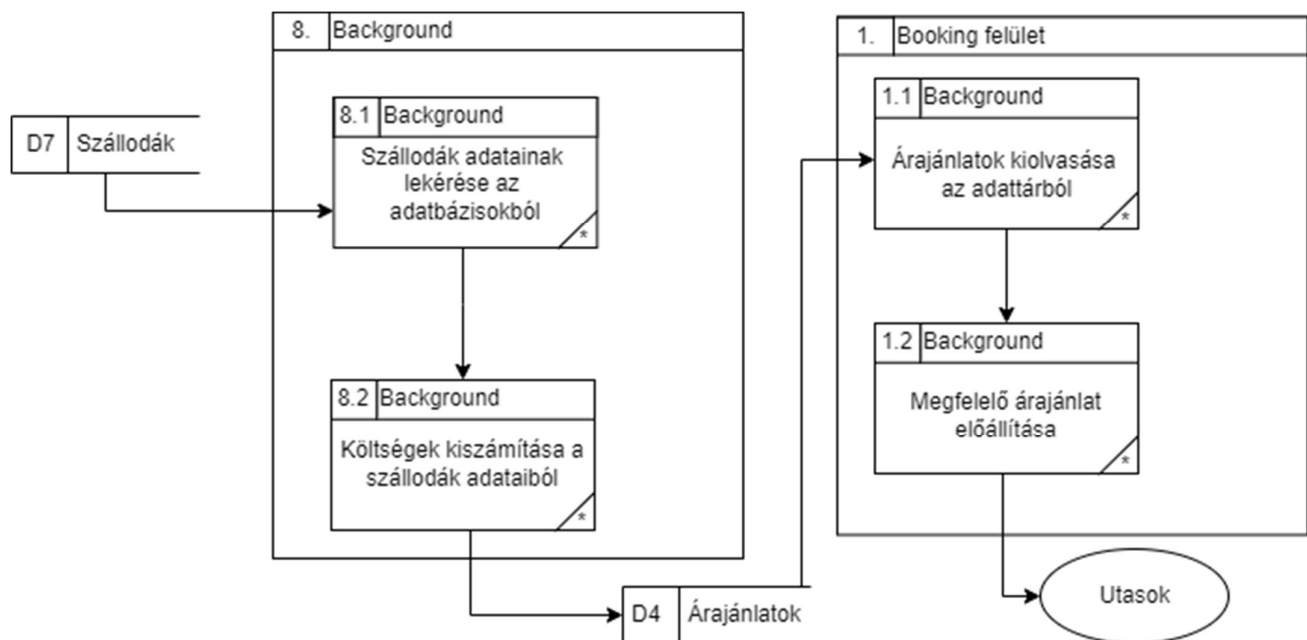 D7 Szállodák
8. Background
8.1 Background
Szállodák adatainak
lekérése az
adatbázisokból
*
8.2 Background
Költségek kiszámítása a
szállodák adataiból
*
D4 Árajánlatok
1. Booking felület
1.1 Background
Árajánlatok kiolvasása
az adattárból
*
1.2 Background
Megfelelő árajánlat
előállítása
*
Utasok